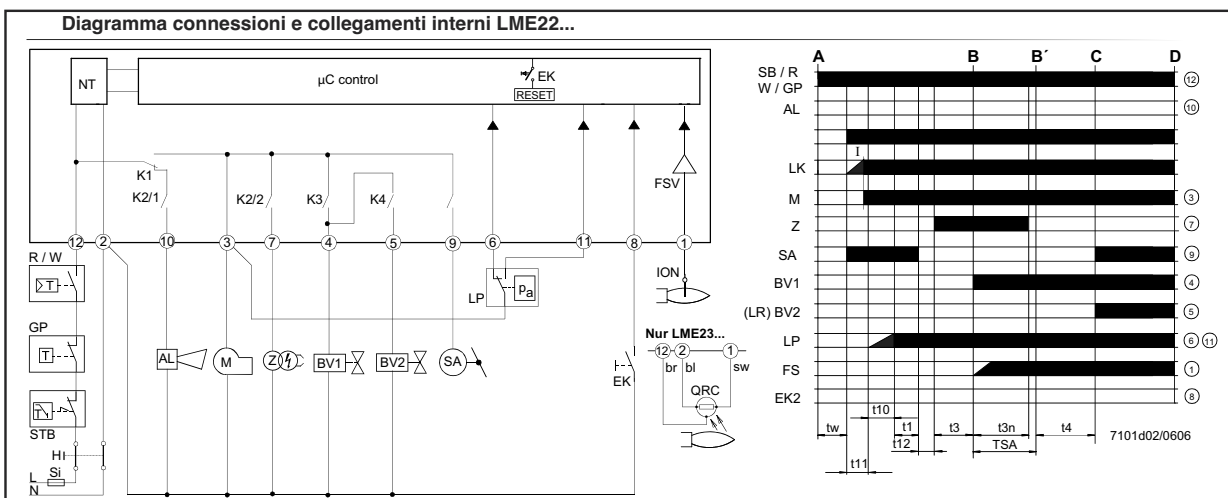 Diagramma connessioni e collegamenti interni LME22...
NT
µC control
EK
RESET
FSV
K1
K2/1
K2/2
K3
K4
12
2
10
3
7
4
5
9
6
11
8
1
R / W
T
GP
T
STB
T
H
Si
L
N
AL
M
Z
BV1
BV2
SA
LP
pa
ION
EK
Nur LME23...
12 2 1
br bl sw
QRC
A B B´ C D
SB / R
W / GP
12
AL
10
I
LK
M
3
Z
7
SA
9
BV1
4
(LR) BV2
5
LP
6 11
FS
1
EK2
8
t10
tw t1 t3 t3n t4
t12 TSA
t11
7101d02/0606